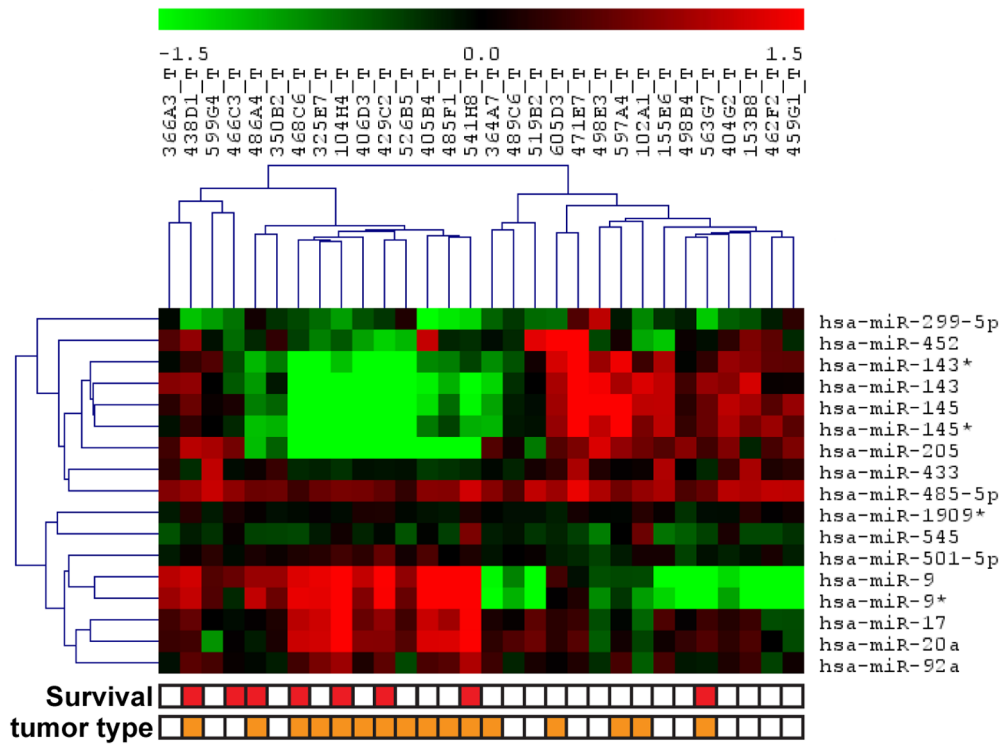 -1.5 0.0 1.5
366A3_T
438D1_T
599G4_T
466C3_T
486A4_T
350B2_T
468C6_T
325E7_T
104H4_T
406D3_T
429C2_T
526B5_T
405B4_T
485F1_T
541H8_T
364A7_T
489C6_T
519B2_T
605D3_T
471E7_T
498E3_T
597A4_T
102A1_T
155E6_T
498B4_T
563G7_T
404G2_T
153B8_T
462F2_T
459G1_T
hsa-miR-299-5p
hsa-miR-452
hsa-miR-143*
hsa-miR-143
hsa-miR-145
hsa-miR-145*
hsa-miR-205
hsa-miR-433
hsa-miR-485-5p
hsa-miR-1909*
hsa-miR-545
hsa-miR-501-5p
hsa-miR-9
hsa-miR-9*
hsa-miR-17
hsa-miR-20a
hsa-miR-92a
Survival
tumor type